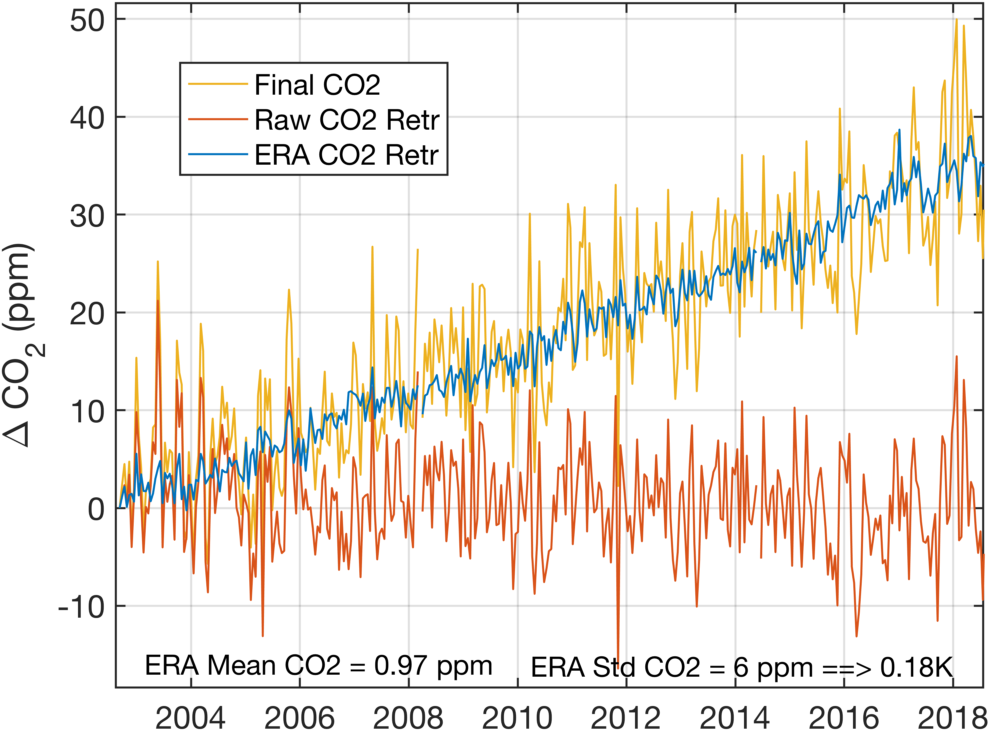 50
40
30
20
10
0
-10
Δ CO2 (ppm)
Final CO2
Raw CO2 Retr
ERA CO2 Retr
ERA Mean CO2 = 0.97 ppm
ERA Std CO2 = 6 ppm ==> 0.18K
2004 2006 2008 2010 2012 2014 2016 2018